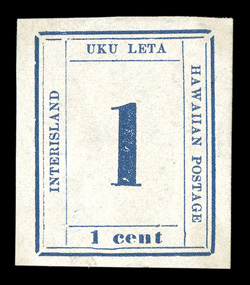 UKU LETA
INTERISLAND
1
HAWAIIAN POSTAGE
1 cent